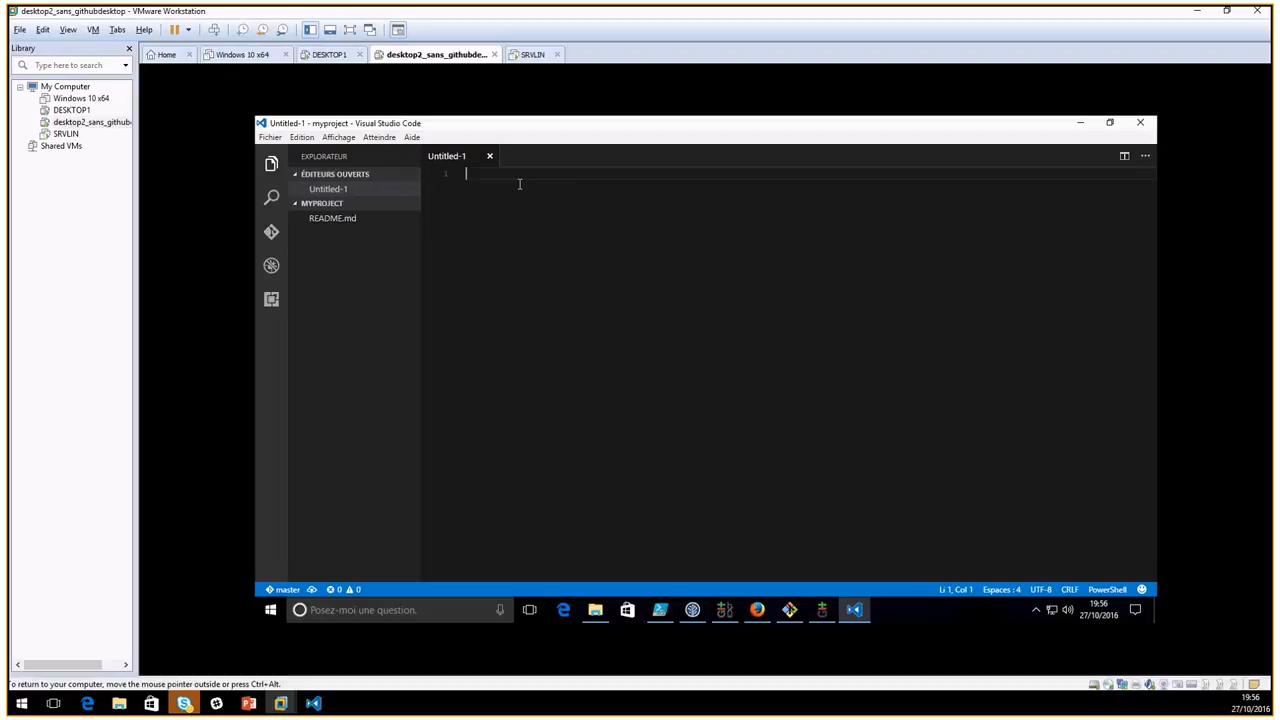 desktop2_sans_githubdesktop - VMware Workstation
File Edit View VM Tabs Help
Library
Type here to search
My Computer
Windows 10 x64
DESKTOP1
desktop2_sans_github
SRVLIN
Shared VMs
Home
Windows 10 x64
DESKTOP1
desktop2_sans_githubde...
SRVLIN
Untitled-1 - myproject - Visual Studio Code
Fichier Edition Affichage Atteindre Aide
EXPLORATEUR
ÉDITEURS OUVERTS
Untitled-1
MYPROJECT
README.md
Untitled-1
1
master 0 0
Li 1, Col 1 Espaces : 4 UTF-8 CRLF PowerShell
Posez-moi une question.
19:56
27/10/2016
To return to your computer, move the mouse pointer outside or press Ctrl+Alt.
19:56
27/10/2016